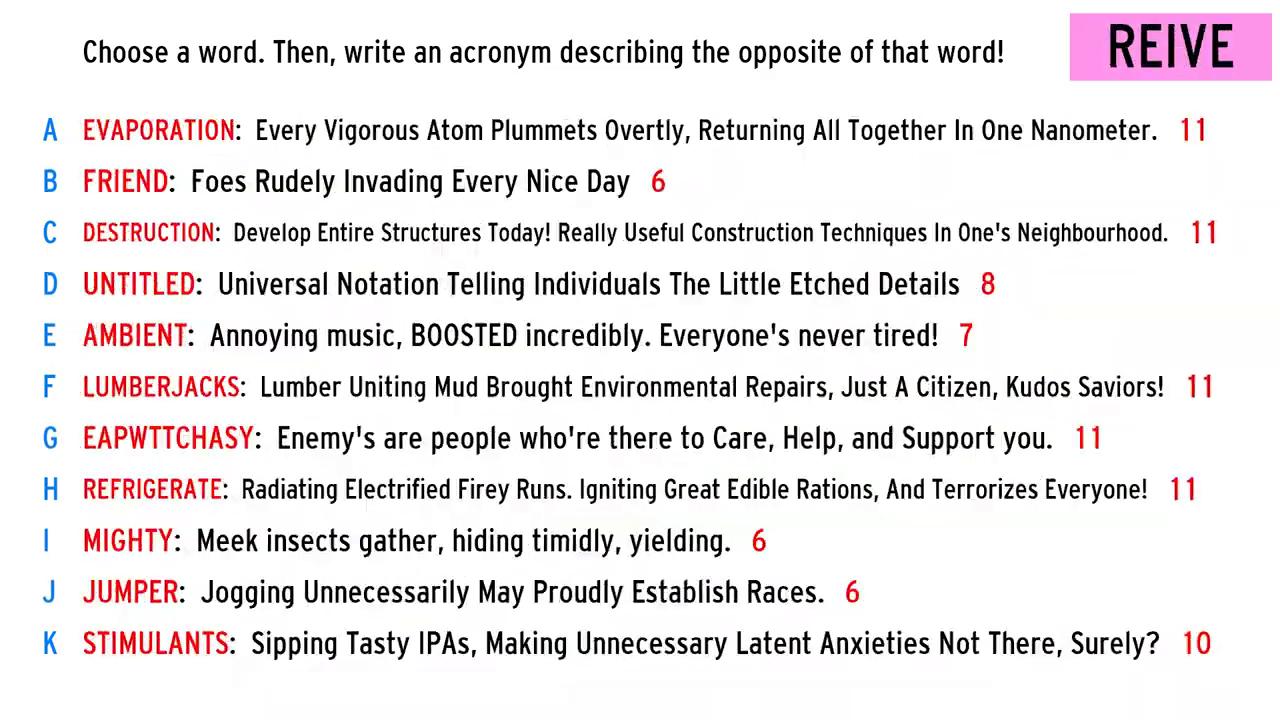 Choose a word. Then, write an acronym describing the opposite of that word!
REIVE
A EVAPORATION: Every Vigorous Atom Plummets Overtly, Returning All Together In One Nanometer. 11
B FRIEND: Foes Rudely Invading Every Nice Day 6
C DESTRUCTION: Develop Entire Structures Today! Really Useful Construction Techniques In One's Neighbourhood. 11
D UNTITLED: Universal Notation Telling Individuals The Little Etched Details 8
E AMBIENT: Annoying music, BOOSTED incredibly. Everyone's never tired! 7
F LUMBERJACKS: Lumber Uniting Mud Brought Environmental Repairs, Just A Citizen, Kudos Saviors! 11
G EAPWTTCHASY: Enemy's are people who're there to Care, Help, and Support you. 11
H REFRIGERATE: Radiating Electrified Firey Runs. Igniting Great Edible Rations, And Terrorizes Everyone! 11
I MIGHTY: Meek insects gather, hiding timidly, yielding. 6
J JUMPER: Jogging Unnecessarily May Proudly Establish Races. 6
K STIMULANTS: Sipping Tasty IPAs, Making Unnecessary Latent Anxieties Not There, Surely? 10